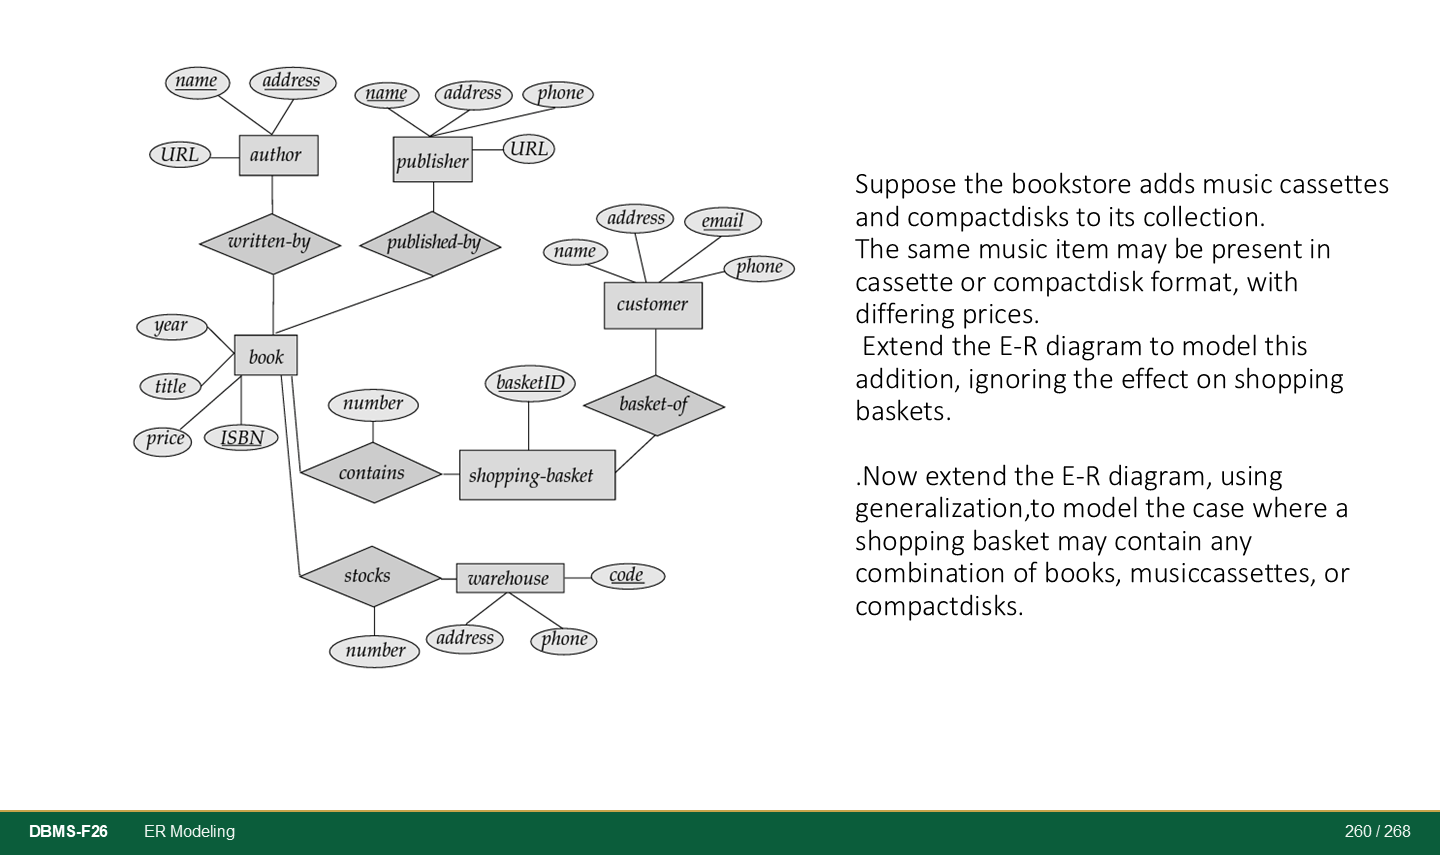 name
address
name
address
phone
URL
author
publisher
URL
written-by
published-by
address
email
name
phone
customer
year
book
title
basketID
number
basket-of
price
ISBN
contains
shopping-basket
stocks
warehouse
code
number
address
phone
Suppose the bookstore adds music cassettes
and compactdisks to its collection.
The same music item may be present in
cassette or compactdisk format, with
differing prices.
Extend the E-R diagram to model this
addition, ignoring the effect on shopping
baskets.
.Now extend the E-R diagram, using
generalization,to model the case where a
shopping basket may contain any
combination of books, musiccassettes, or
compactdisks.
DBMS-F26 ER Modeling 260 / 268